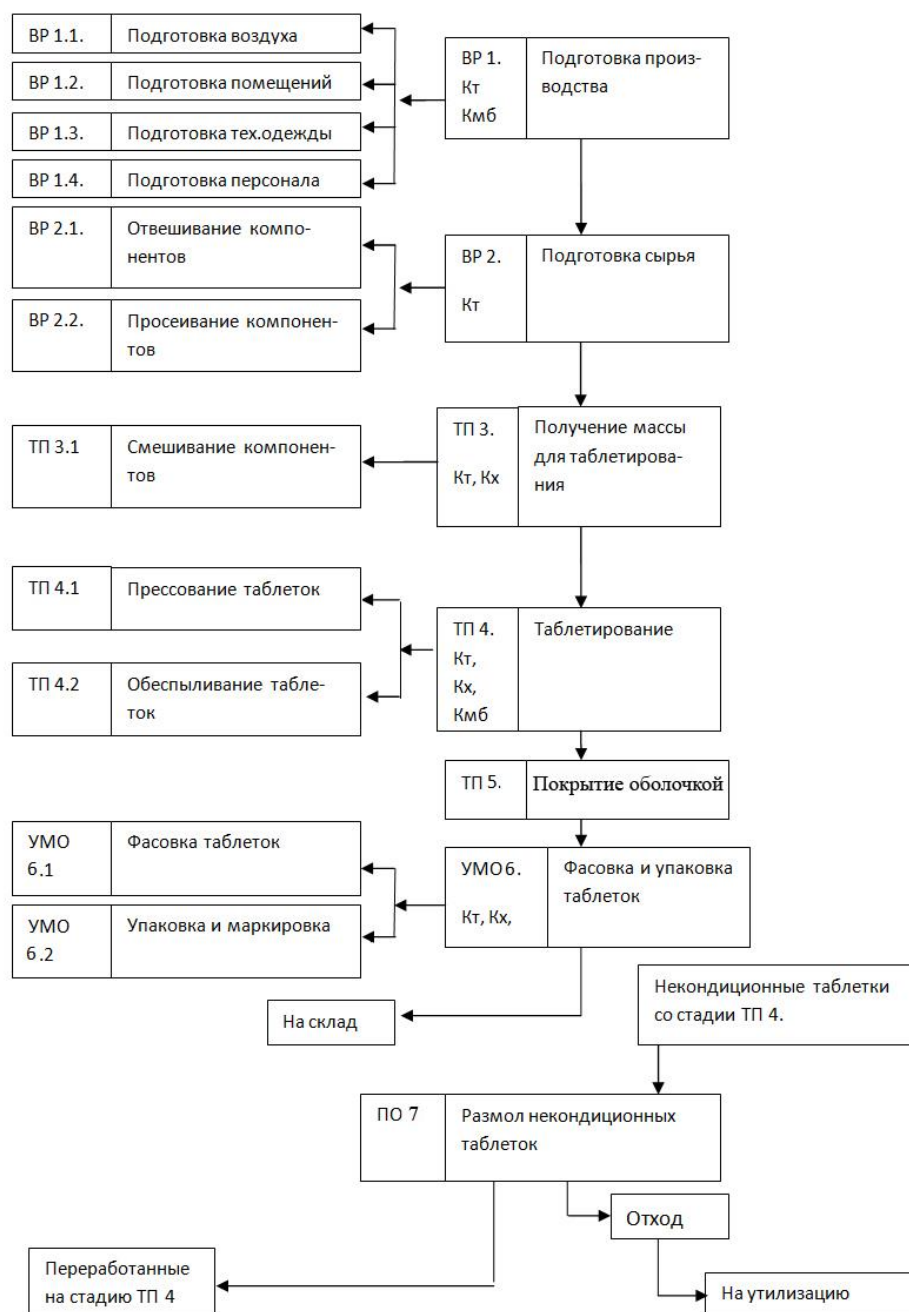 ВР 1.1. Подготовка воздуха
ВР 1.2. Подготовка помещений
ВР 1.3. Подготовка тех.одежды
ВР 1.4. Подготовка персонала
ВР 1. Подготовка произ-
Кт водства
Кмб
ВР 2.1. Отвешивание компо-
нентов
ВР 2.2. Просеивание компонен-
тов
ВР 2. Подготовка сырья
Кт
ТП 3.1 Смешивание компонен-
тов
ТП 3. Получение массы
для таблетирова-
Кт, Кх ния
ТП 4.1 Прессование таблеток
ТП 4.2 Обеспыливание табле-
ток
ТП 4. Таблетирование
Кт,
Кх,
Кмб
ТП 5. Покрытие оболочкой
УМО Фасовка таблеток
6.1
УМО Упаковка и маркировка
6.2
УМО 6. Фасовка и упаковка
таблеток
Кт, Кх,
На склад
Некондиционные таблетки
со стадии ТП 4.
ПО 7 Размол некондиционных
таблеток
Отход
Переработанные
на стадию ТП 4
На утилизацию